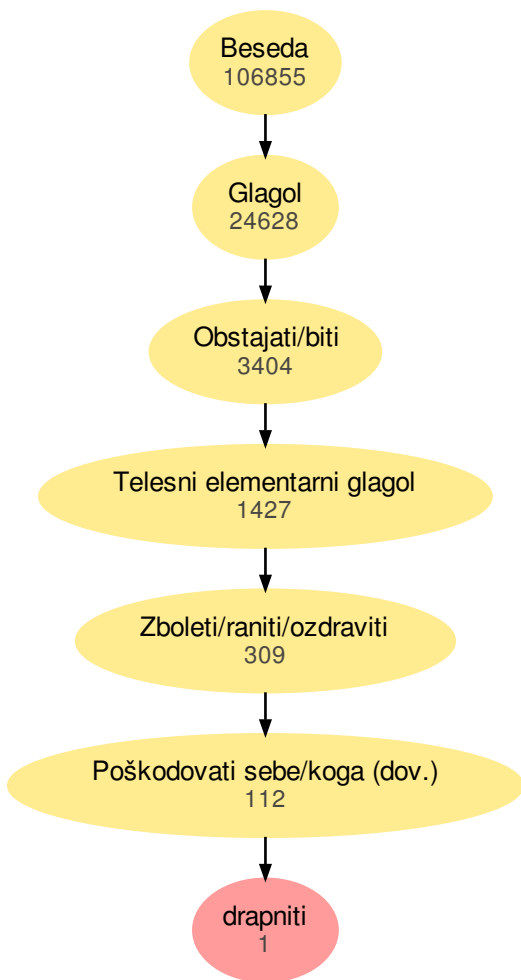 Beseda
106855
Glagol
24628
Obstajati/biti
3404
Telesni elementarni glagol
1427
Zboleti/raniti/ozdraviti
309
Poškodovati sebe/koga (dov.)
112
drapniti
1